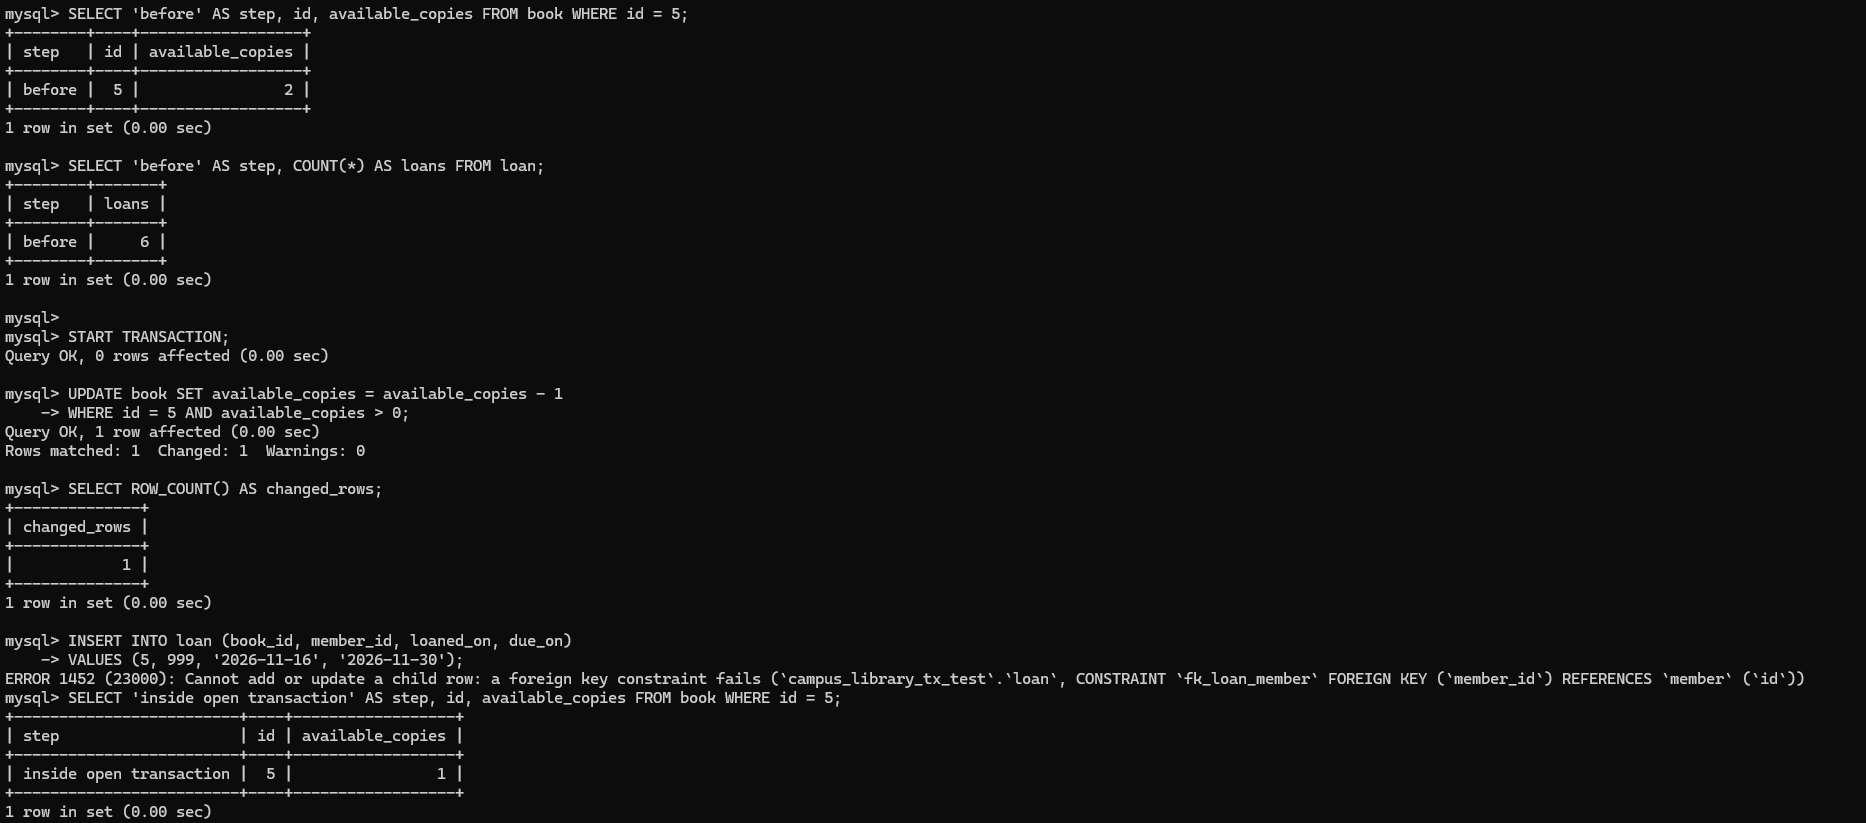 mysql> SELECT 'before' AS step, id, available_copies FROM book WHERE id = 5;
+--------+----+------------------+
| step   | id | available_copies |
+--------+----+------------------+
| before |  5 |                2 |
+--------+----+------------------+
1 row in set (0.00 sec)

mysql> SELECT 'before' AS step, COUNT(*) AS loans FROM loan;
+--------+-------+
| step   | loans |
+--------+-------+
| before |     6 |
+--------+-------+
1 row in set (0.00 sec)

mysql>
mysql> START TRANSACTION;
Query OK, 0 rows affected (0.00 sec)

mysql> UPDATE book SET available_copies = available_copies - 1
    -> WHERE id = 5 AND available_copies > 0;
Query OK, 1 row affected (0.00 sec)
Rows matched: 1  Changed: 1  Warnings: 0

mysql> SELECT ROW_COUNT() AS changed_rows;
+--------------+
| changed_rows |
+--------------+
|            1 |
+--------------+
1 row in set (0.00 sec)

mysql> INSERT INTO loan (book_id, member_id, loaned_on, due_on)
    -> VALUES (5, 999, '2026-11-16', '2026-11-30');
ERROR 1452 (23000): Cannot add or update a child row: a foreign key constraint fails (`campus_library_tx_test`.`loan`, CONSTRAINT `fk_loan_member` FOREIGN KEY (`member_id`) REFERENCES `member` (`id`))
mysql> SELECT 'inside open transaction' AS step, id, available_copies FROM book WHERE id = 5;
+-------------------------+----+------------------+
| step                    | id | available_copies |
+-------------------------+----+------------------+
| inside open transaction |  5 |                1 |
+-------------------------+----+------------------+
1 row in set (0.00 sec)